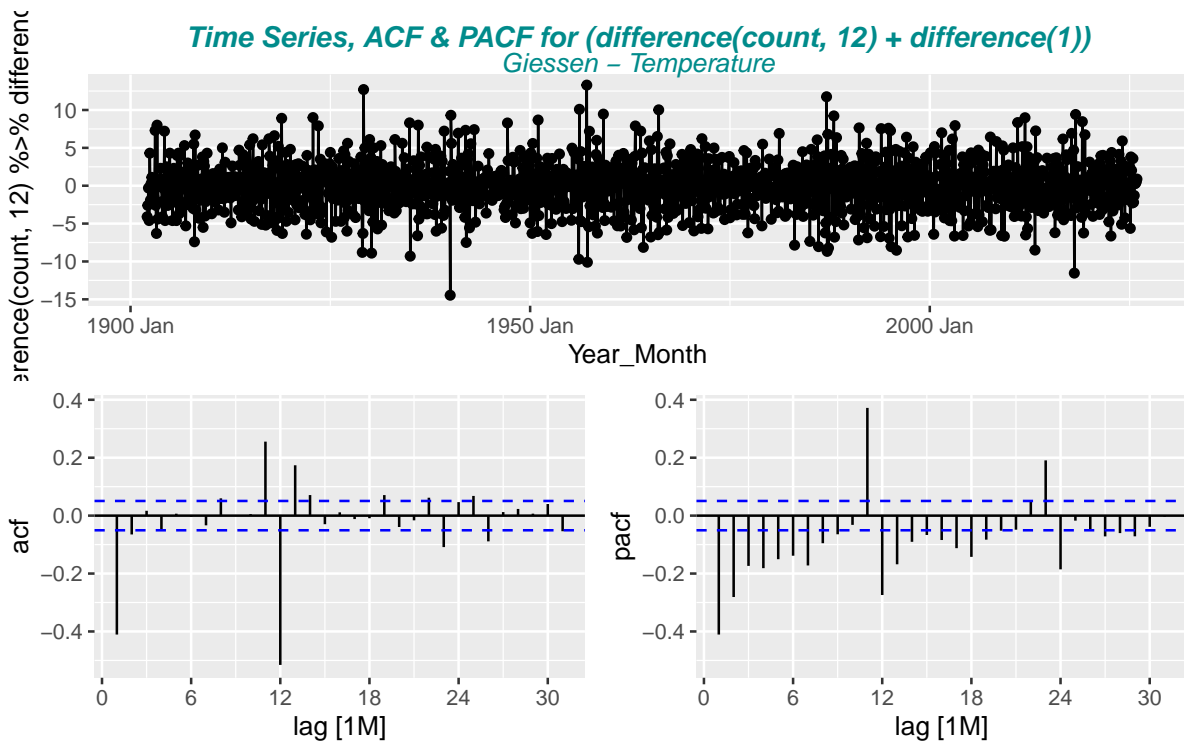 Time Series, ACF & PACF for (difference(count, 12) + difference(1))
Giessen − Temperature
erence(count, 12) %>% differenc
10
5
0
−5
−10
−15
1900 Jan 1950 Jan 2000 Jan
Year_Month
acf
0.4
0.2
0.0
−0.2
−0.4
0 6 12 18 24 30
lag [1M]
pacf
0.4
0.2
0.0
−0.2
−0.4
0 6 12 18 24 30
lag [1M]